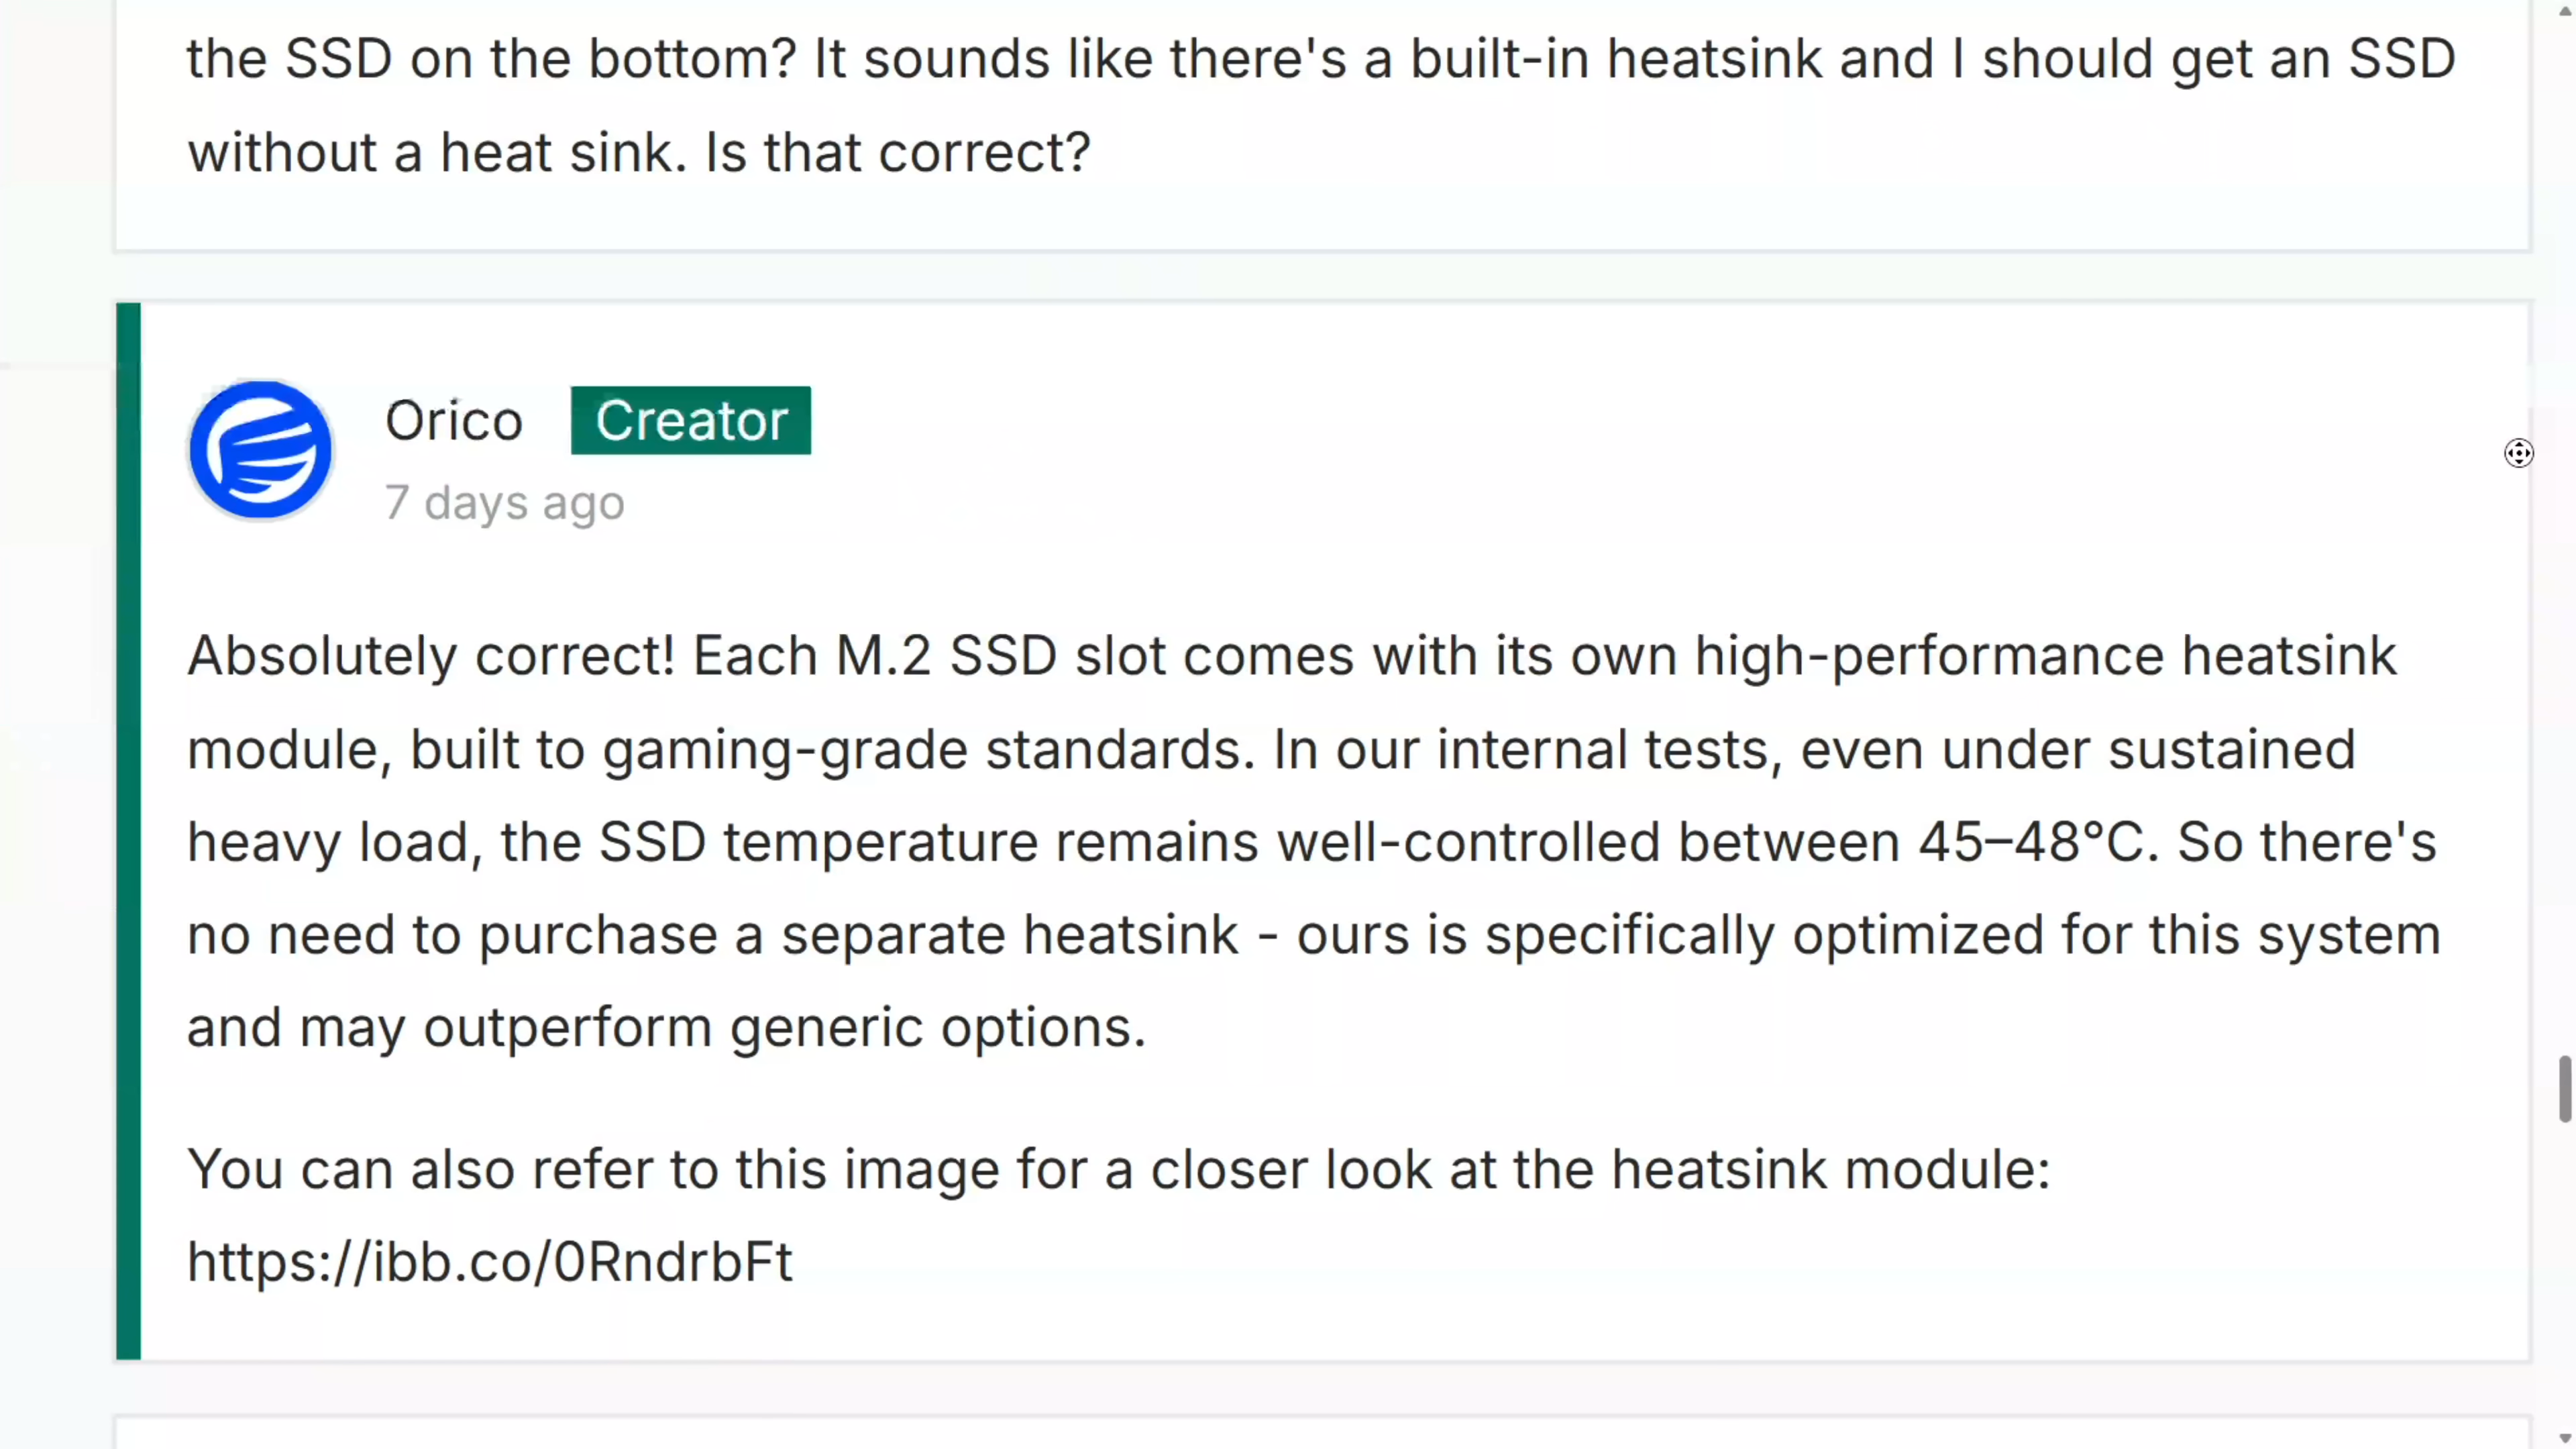 the SSD on the bottom? It sounds like there's a built-in heatsink and I should get an SSD
without a heat sink. Is that correct?
Orico Creator
7 days ago
Absolutely correct! Each M.2 SSD slot comes with its own high-performance heatsink
module, built to gaming-grade standards. In our internal tests, even under sustained
heavy load, the SSD temperature remains well-controlled between 45–48°C. So there's
no need to purchase a separate heatsink - ours is specifically optimized for this system
and may outperform generic options.
You can also refer to this image for a closer look at the heatsink module:
https://ibb.co/0RndrbFt